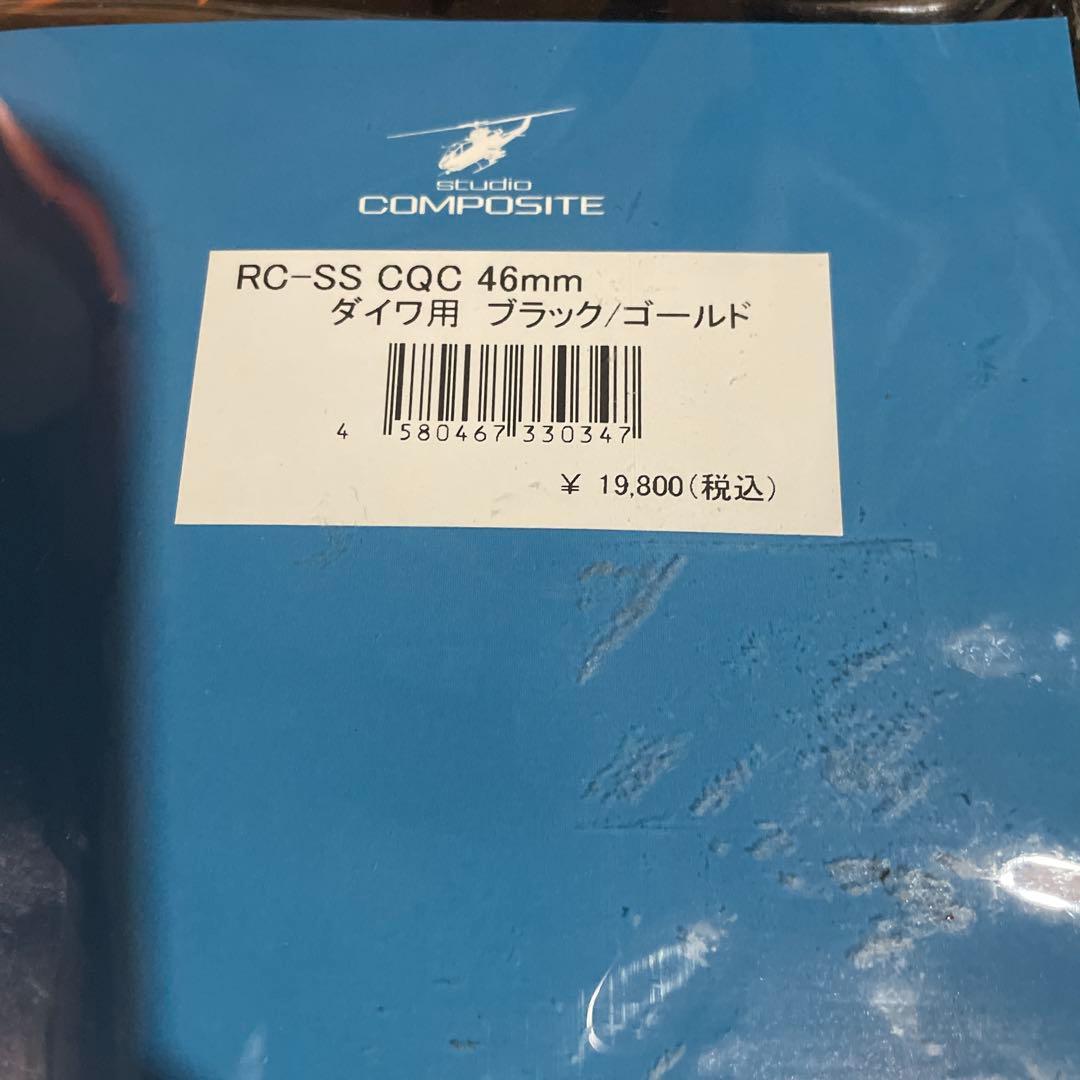 studio
COMPOSITE
RC-SS CQC 46mm
ダイワ用 ブラック/ゴールド
4 580467 330347
¥ 19,800(税込)